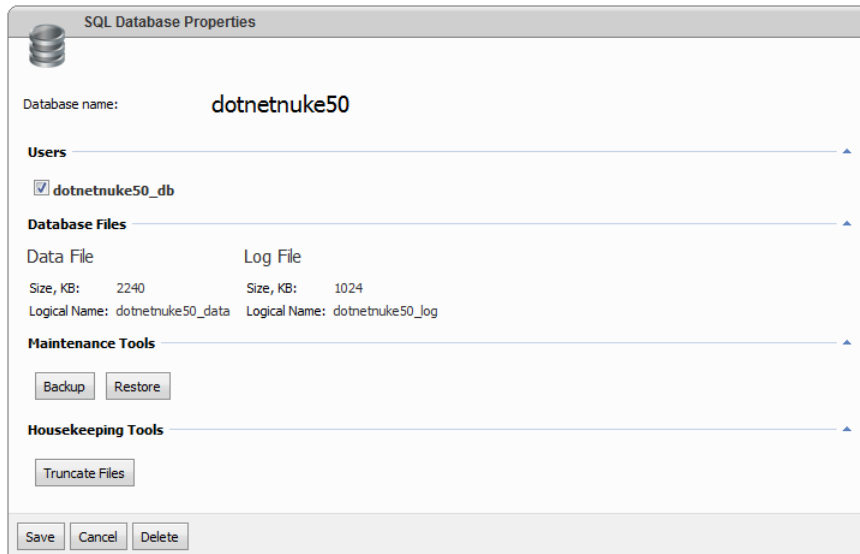 SQL Database Properties
Database name: dotnetnuke50
Users
dotnetnuke50_db
Database Files
Data File Log File
Size, KB: 2240 Size, KB: 1024
Logical Name: dotnetnuke50_data Logical Name: dotnetnuke50_log
Maintenance Tools
Backup Restore
Housekeeping Tools
Truncate Files
Save Cancel Delete